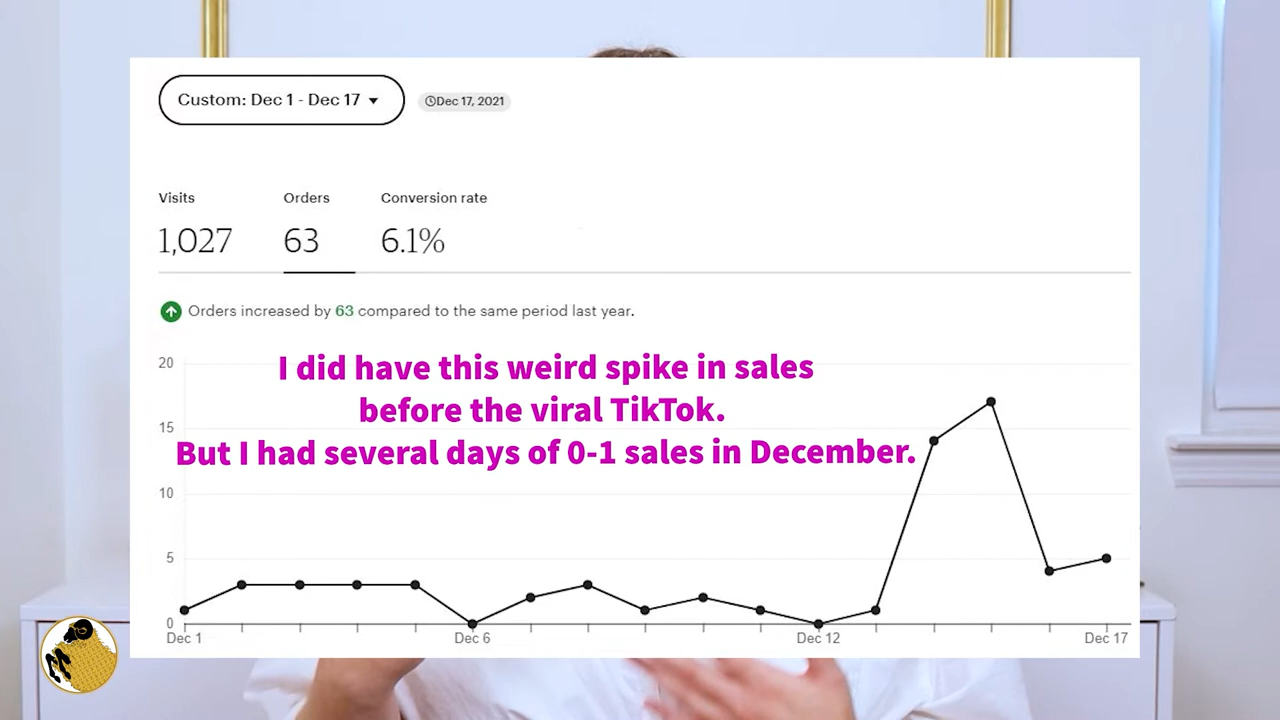 Custom: Dec 1 - Dec 17
Dec 17, 2021
Visits Orders Conversion rate
1,027 63 6.1%
Orders increased by 63 compared to the same period last year.
20
I did have this weird spike in sales
before the viral TikTok.
15
But I had several days of 0-1 sales in December.
10
5
0
Dec 1 Dec 6 Dec 12 Dec 17